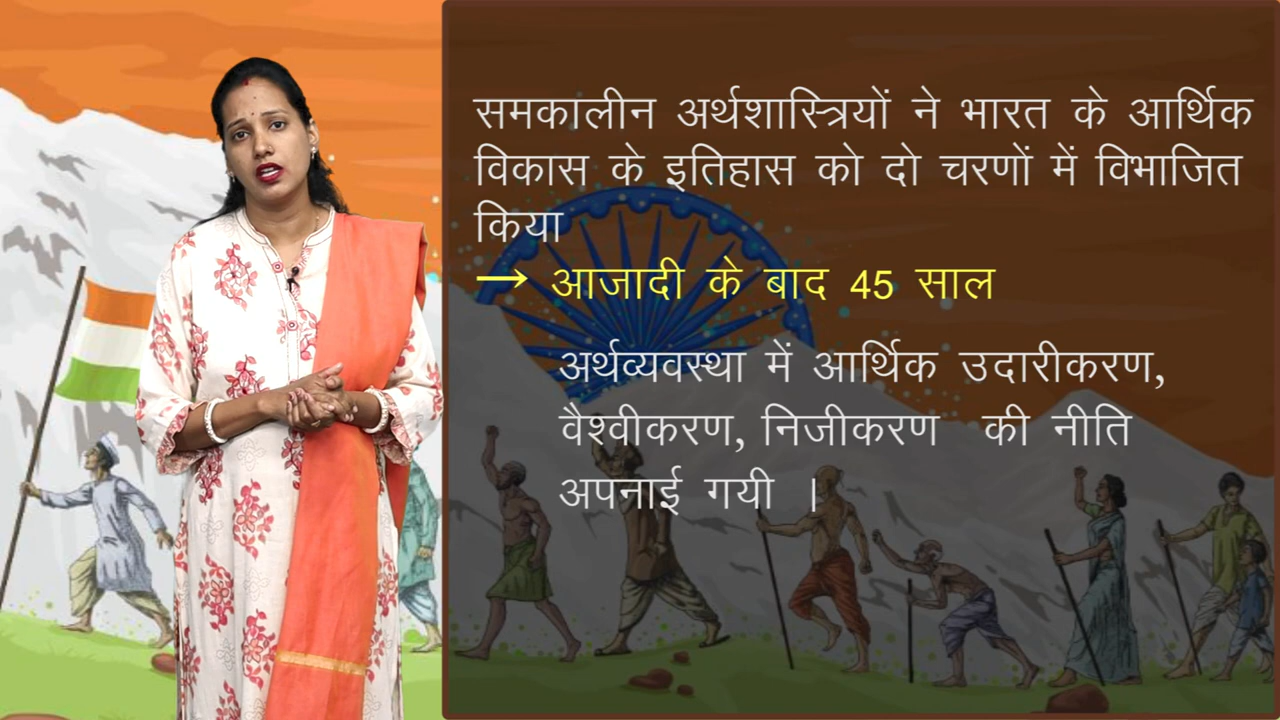 समकालीन अर्थशास्त्रियों ने भारत के आर्थिक
विकास के इतिहास को दो चरणों में विभाजित
किया
→ आजादी के बाद 45 साल
अर्थव्यवस्था में आर्थिक उदारीकरण,
वैश्वीकरण, निजीकरण की नीति
अपनाई गयी ।